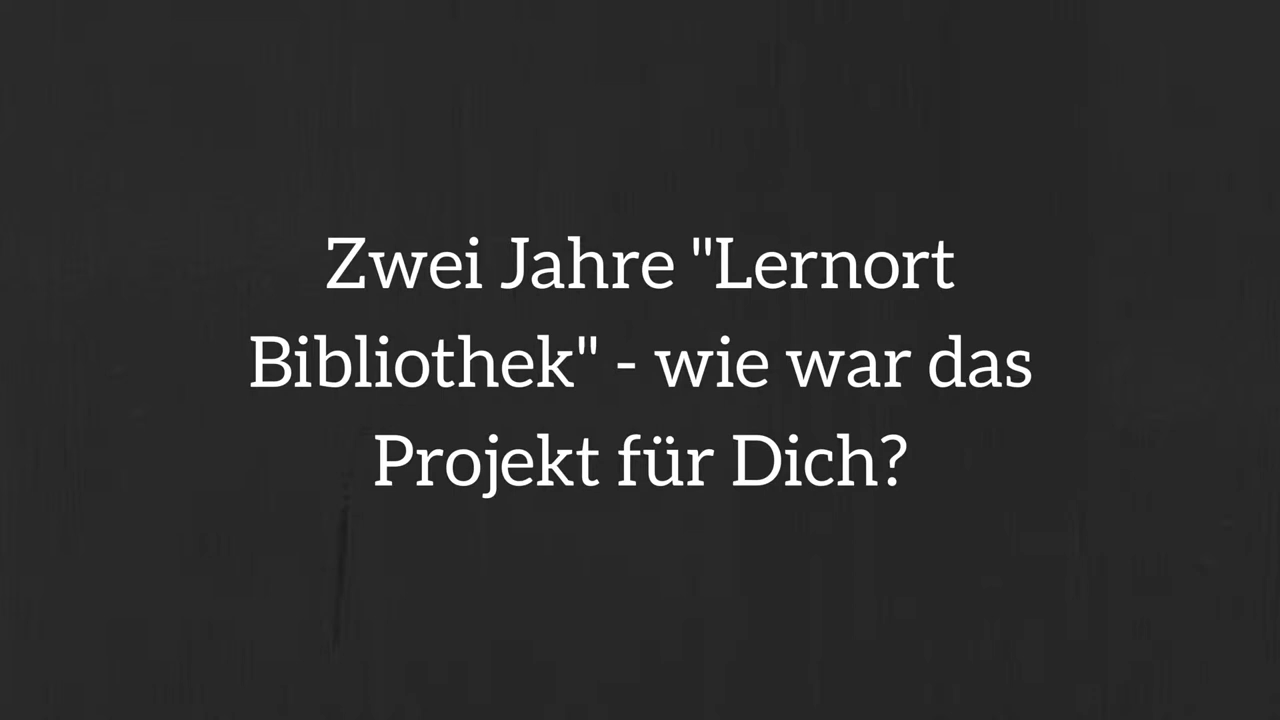 Zwei Jahre "Lernort
Bibliothek" - wie war das
Projekt für Dich?